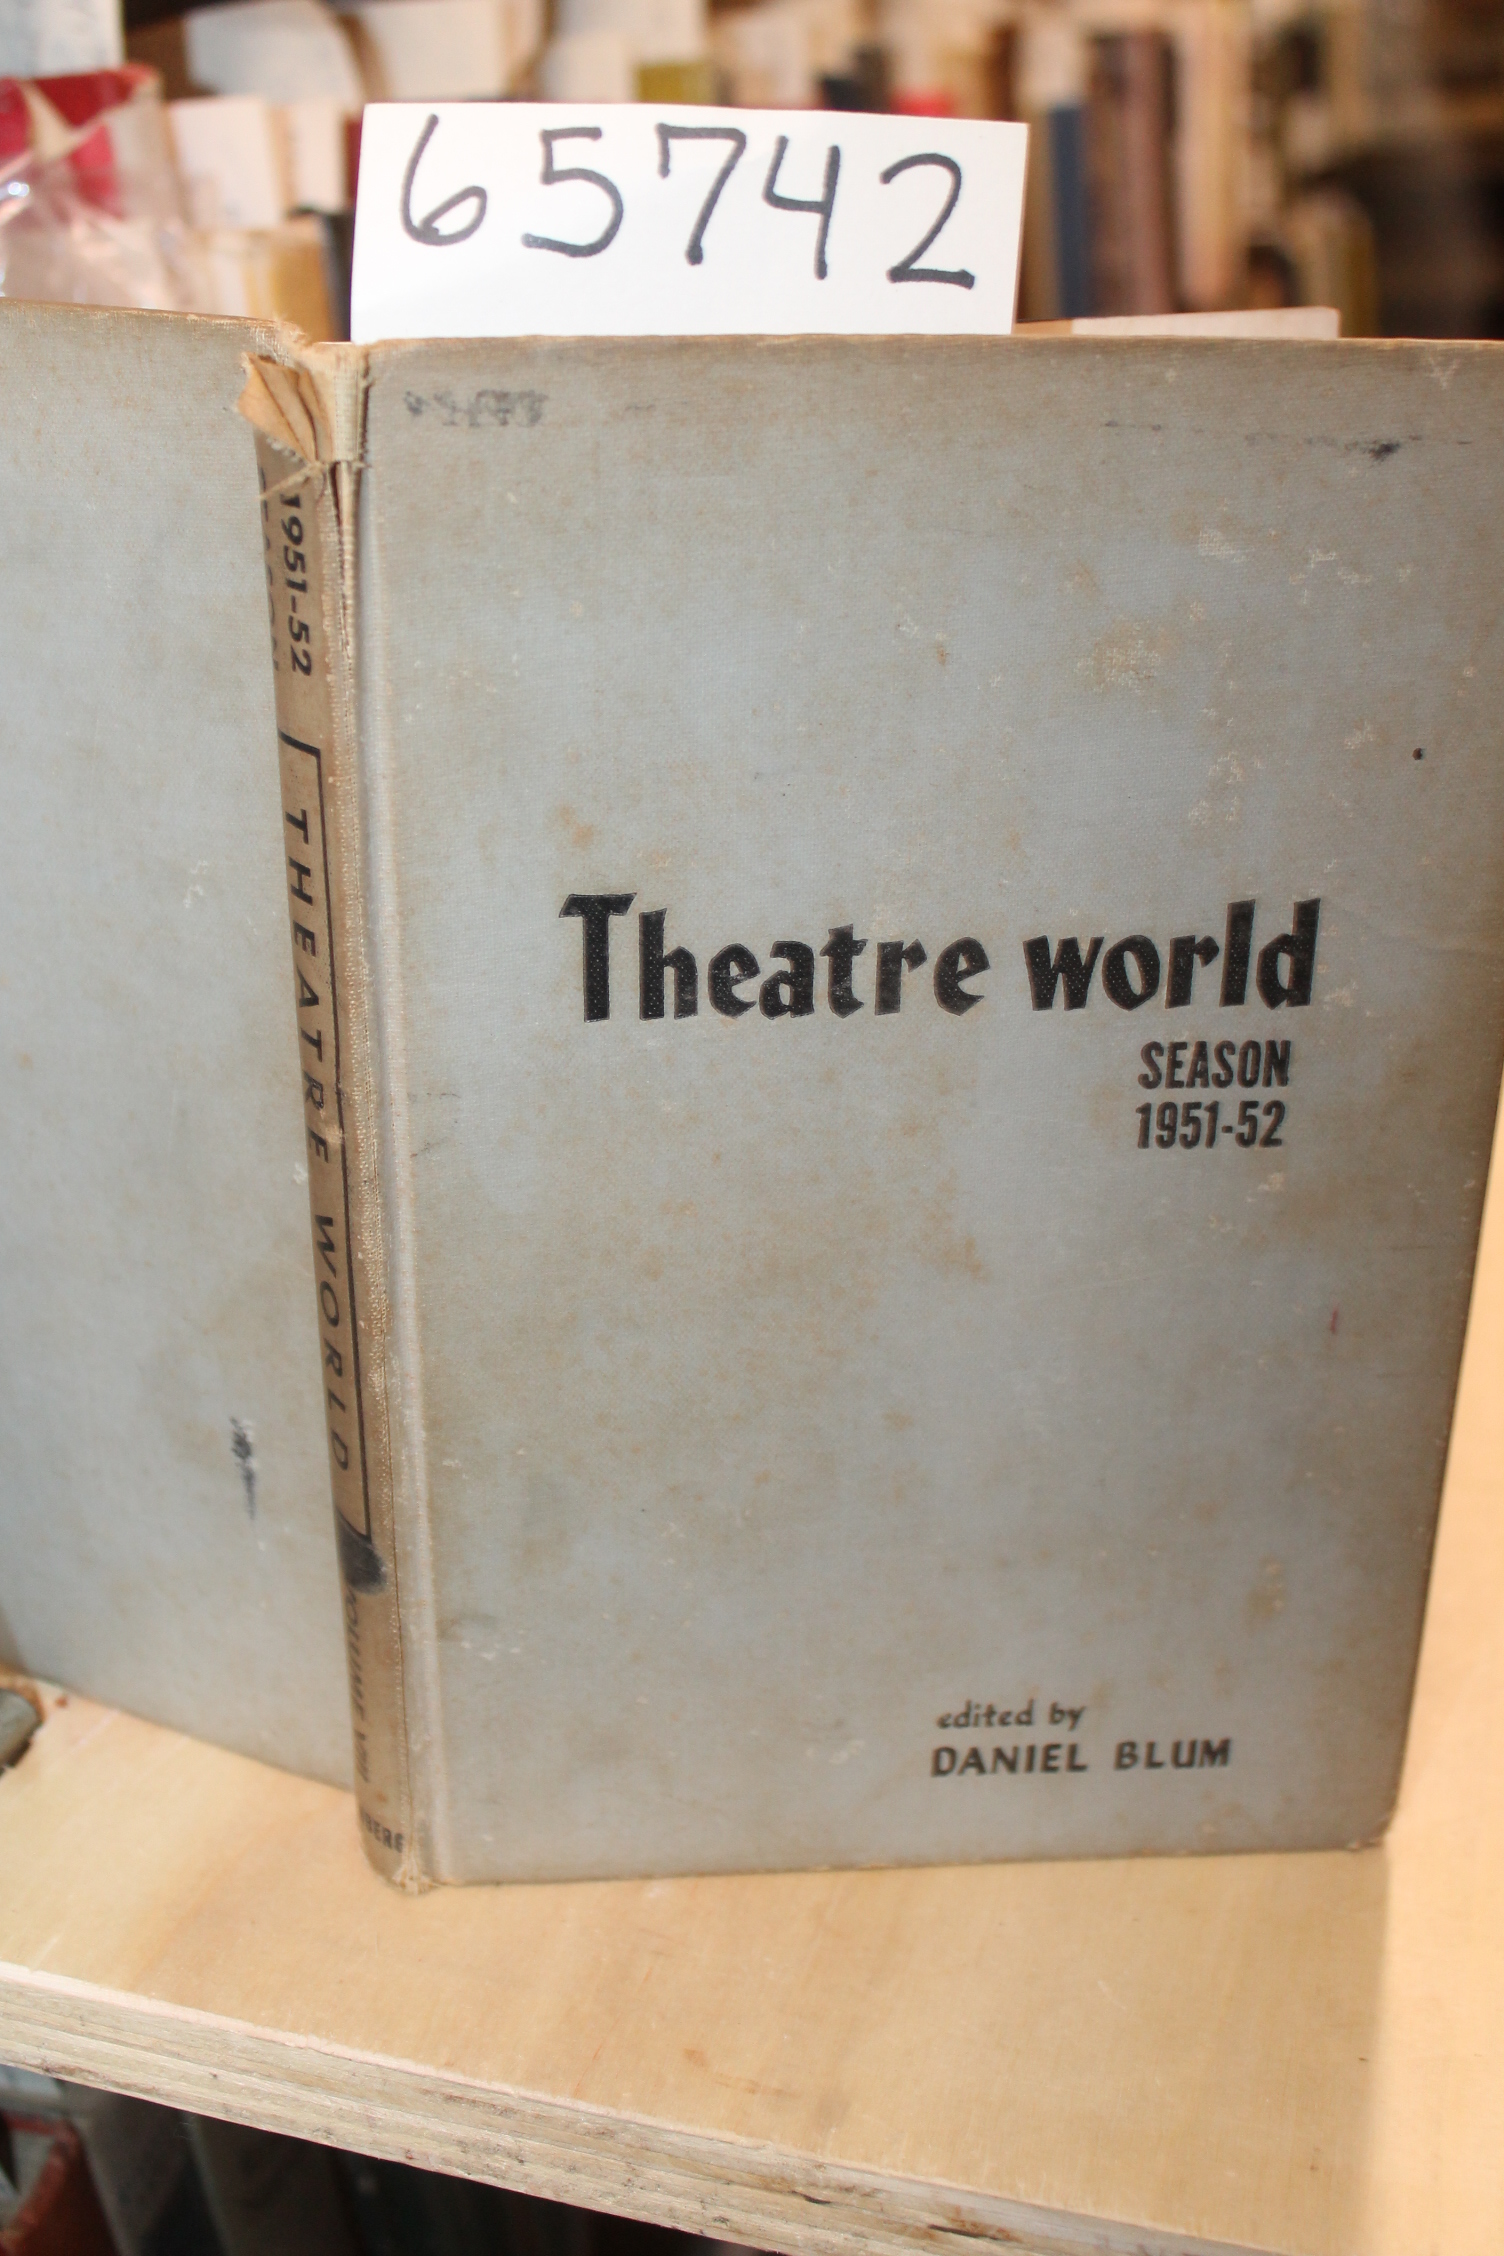 65742
1951-52
THEATRE WORLD
Theatre world
SEASON
1951-52
edited by
DANIEL BLUM